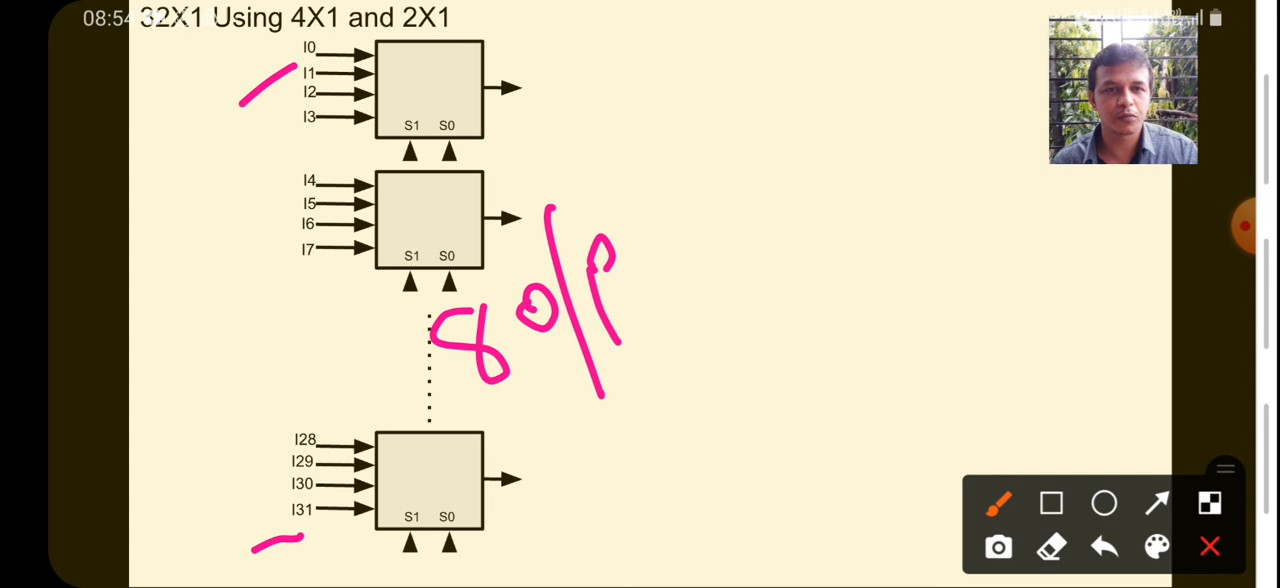 08:54
32X1 Using 4X1 and 2X1
I0
I1
I2
I3
S1 S0
I4
I5
I6
I7
S1 S0
8 O/P
I28
I29
I30
I31
S1 S0